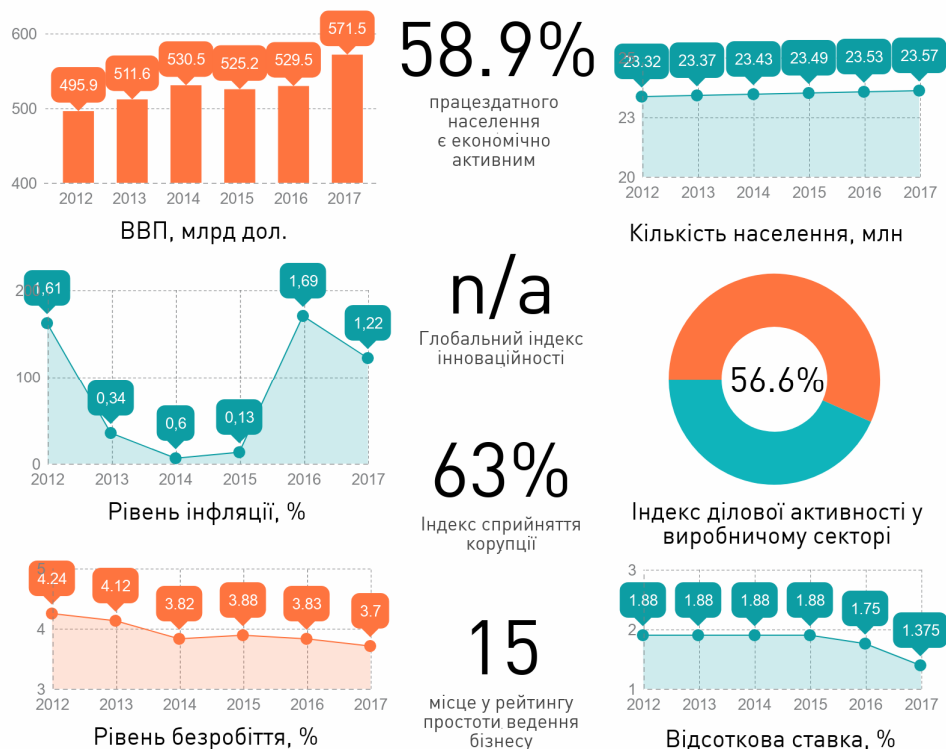 600
500
400
495.9
511.6
530.5
525.2
529.5
571.5
2012 2013 2014 2015 2016 2017
ВВП, млрд дол.
58.9%
працездатного
населення
є економічно
активним
23
20
23.32
23.37
23.43
23.49
23.53
23.57
2012 2013 2014 2015 2016 2017
Кількість населення, млн
200
100
0
1,61
0,34
0,6
0,13
1,69
1,22
2012 2013 2014 2015 2016 2017
Рівень інфляції, %
n/a
Глобальний індекс
інноваційності
63%
Індекс сприйняття
корупції
56.6%
Індекс ділової активності у
виробничому секторі
5
4
3
4.24
4.12
3.82
3.88
3.83
3.7
2012 2013 2014 2015 2016 2017
Рівень безробіття, %
15
місце у рейтингу
простоти ведення
бізнесу
3
2
1
1.88
1.88
1.88
1.88
1.75
1.375
2012 2013 2014 2015 2016 2017
Відсоткова ставка, %